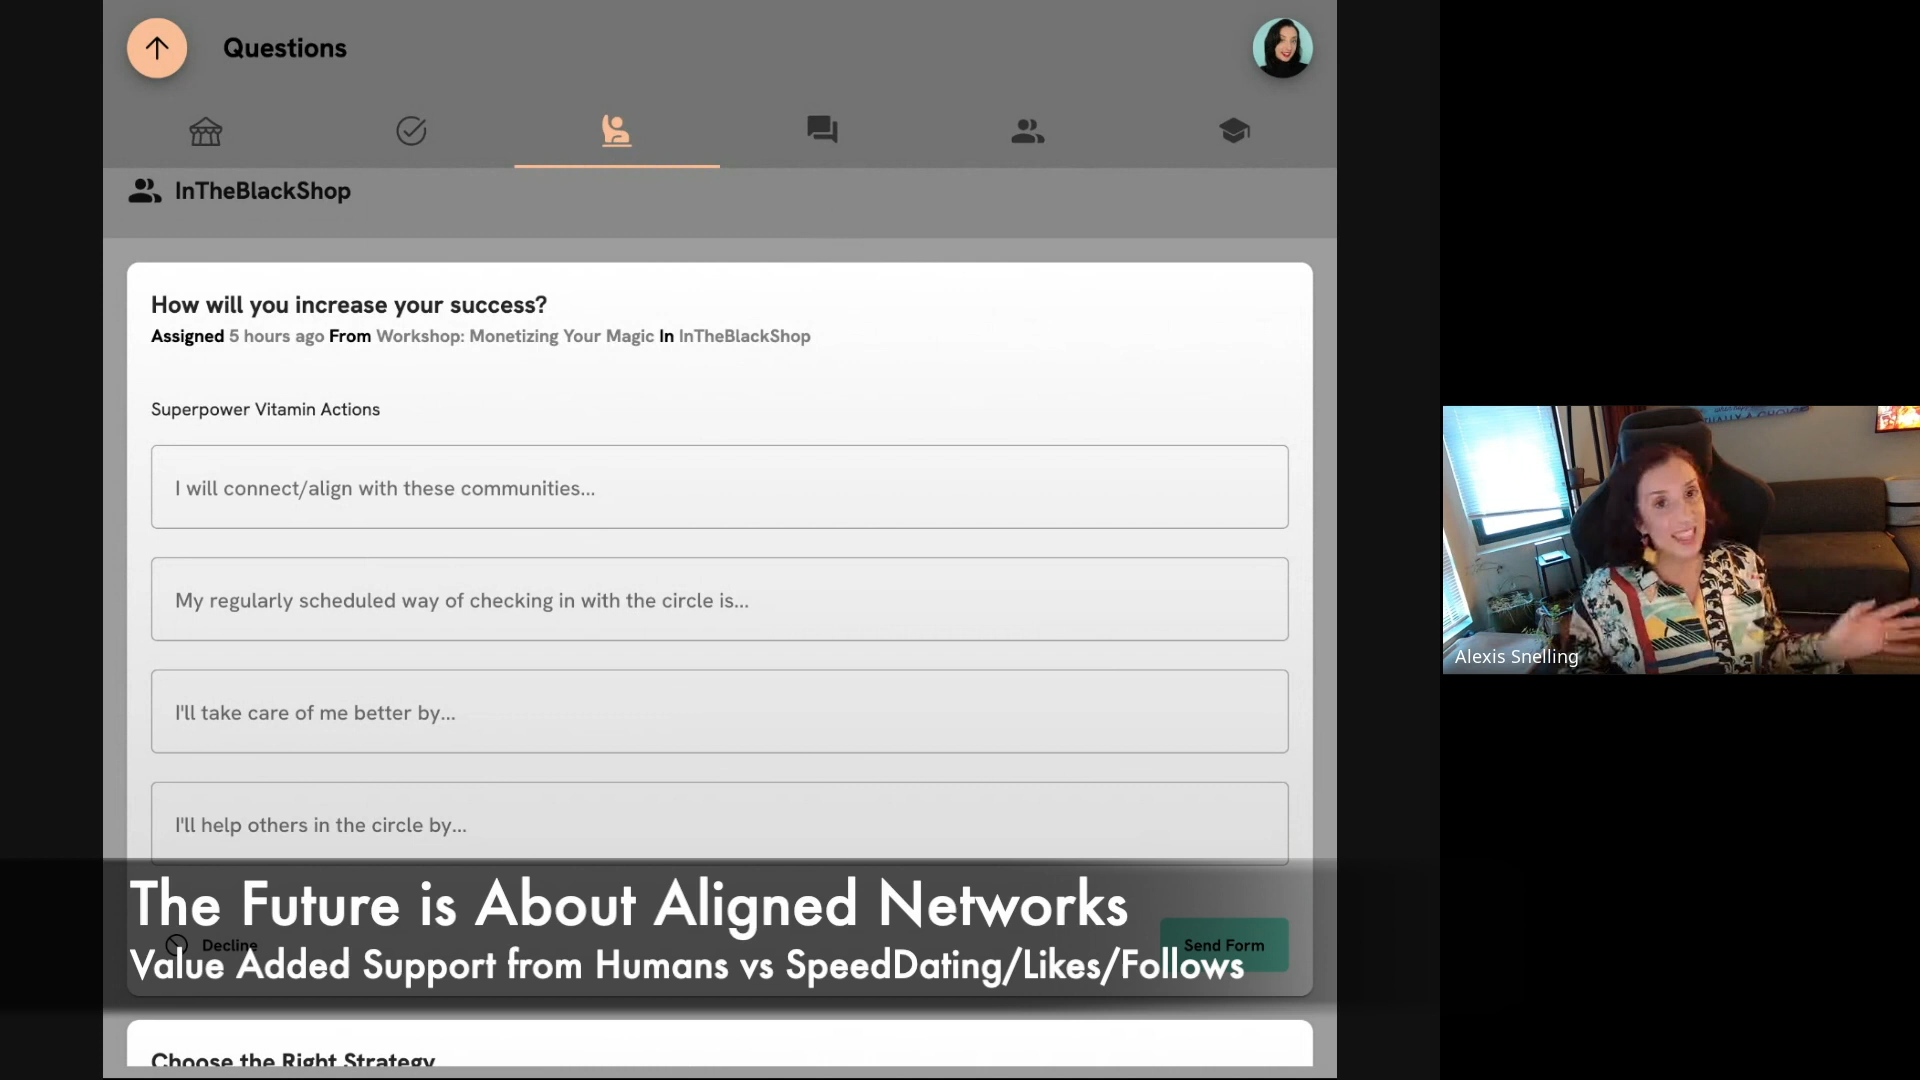 Questions
InTheBlackShop
How will you increase your success?
Assigned 5 hours ago From Workshop: Monetizing Your Magic In InTheBlackShop
Superpower Vitamin Actions
I will connect/align with these communities...
My regularly scheduled way of checking in with the circle is...
I'll take care of me better by...
I'll help others in the circle by...
The Future is About Aligned Networks
Decline
Send Form
Value Added Support from Humans vs SpeedDating/Likes/Follows
Choose the Right Strategy
Alexis Snelling